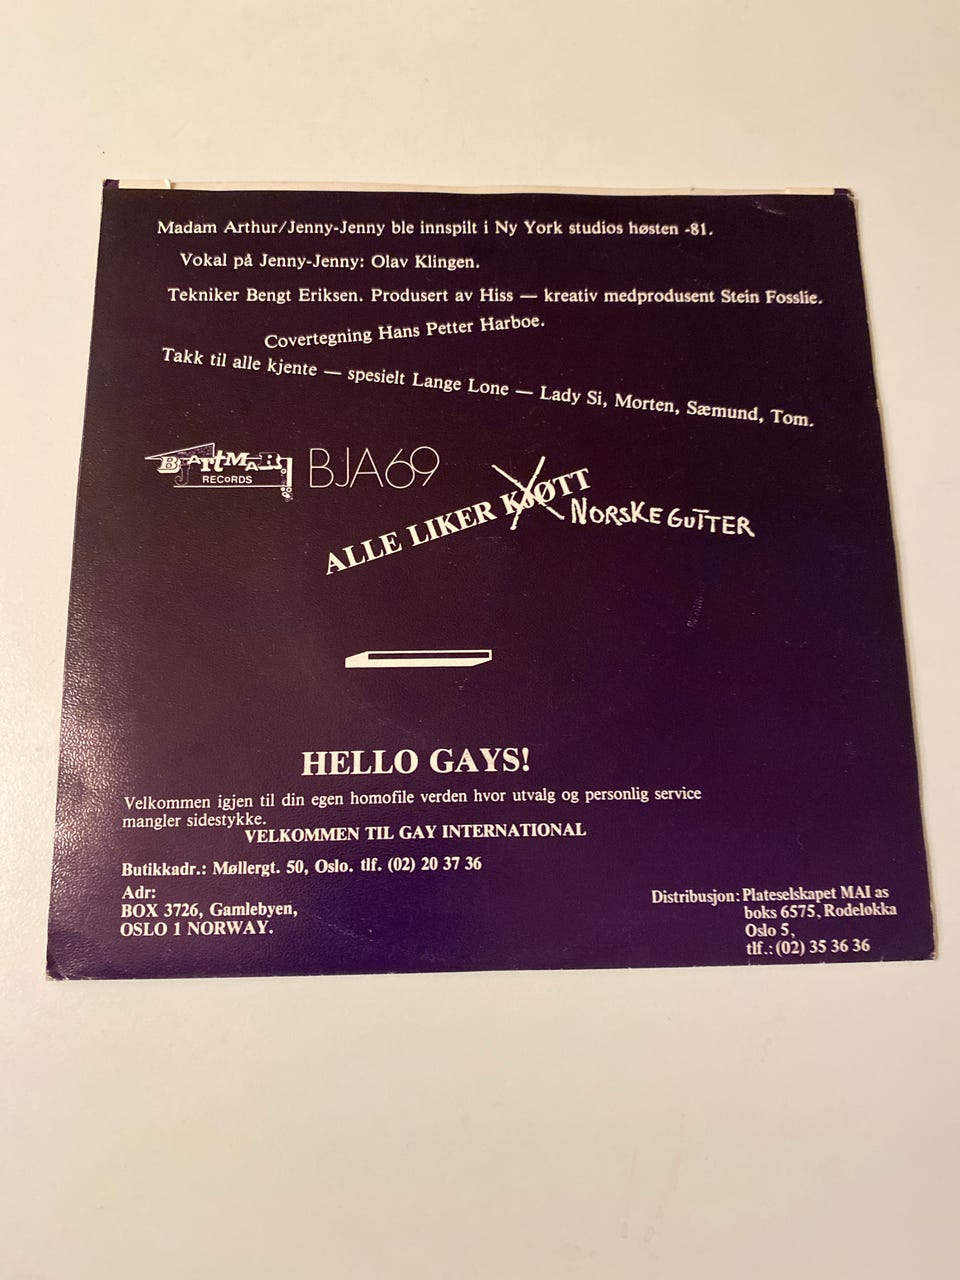 Madam Arthur/Jenny-Jenny ble innspilt i Ny York studios høsten -81.
Vokal på Jenny-Jenny: Olav Klingen.
Tekniker Bengt Eriksen. Produsert av Hiss — kreativ medprodusent Stein Fosslie.
Covertegning Hans Petter Harboe.
Takk til alle kjente — spesielt Lange Lone — Lady Si, Morten, Sæmund, Tom.
BJARTMAR
RECORDS
BJA69
ALLE LIKER KJØTT NORSKE GUTTER
HELLO GAYS!
Velkommen igjen til din egen homofile verden hvor utvalg og personlig service
mangler sidestykke.
VELKOMMEN TIL GAY INTERNATIONAL
Butikkadr.: Møllergt. 50, Oslo. tlf. (02) 20 37 36
Adr:
BOX 3726, Gamlebyen,
OSLO 1 NORWAY.
Distribusjon: Plateselskapet MAI as
boks 6575, Rodeløkka
Oslo 5,
tlf.: (02) 35 36 36